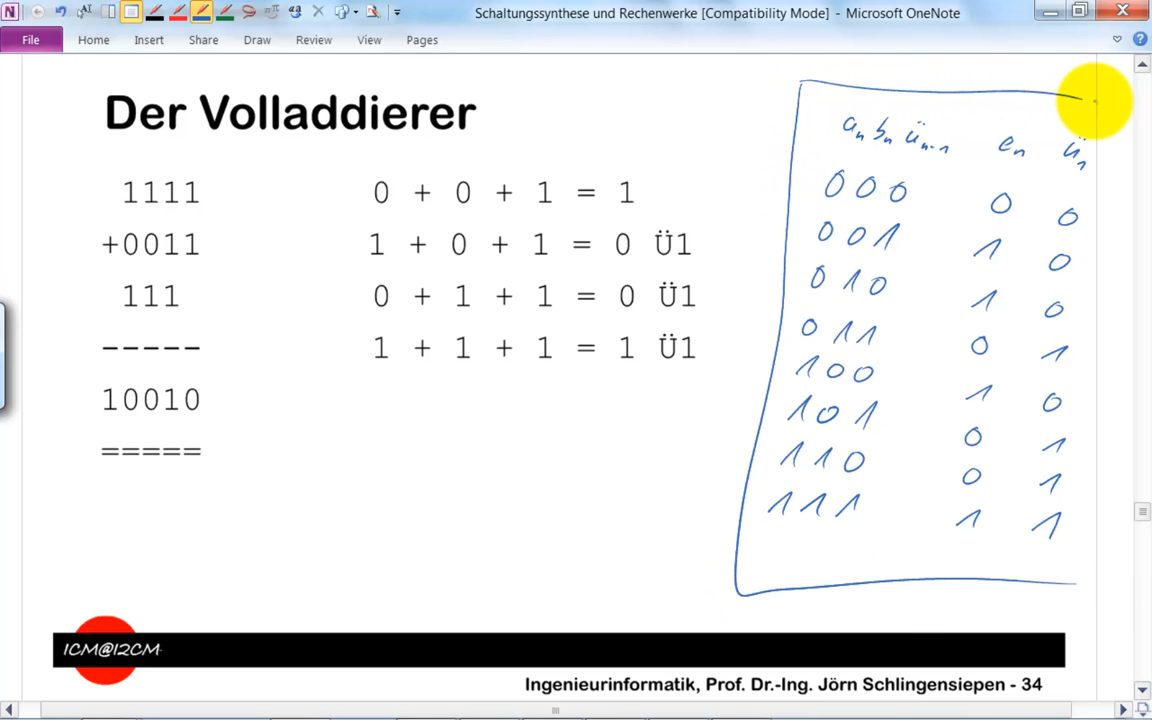 Schaltungssynthese und Rechenwerke [Compatibility Mode] - Microsoft OneNote
File Home Insert Share Draw Review View Pages
Der Volladdierer
1111
+0011
111
-----
10010
=====
0 + 0 + 1 = 1
1 + 0 + 1 = 0 Ü1
0 + 1 + 1 = 0 Ü1
1 + 1 + 1 = 1 Ü1
aₙ bₙ üₙ₋₁ eₙ üₙ
0 0 0 0 0
0 0 1 1 0
0 1 0 1 0
0 1 1 0 1
1 0 0 1 0
1 0 1 0 1
1 1 0 0 1
1 1 1 1 1
1CM@12CM
Ingenieurinformatik, Prof. Dr.-Ing. Jörn Schlingensiepen - 34